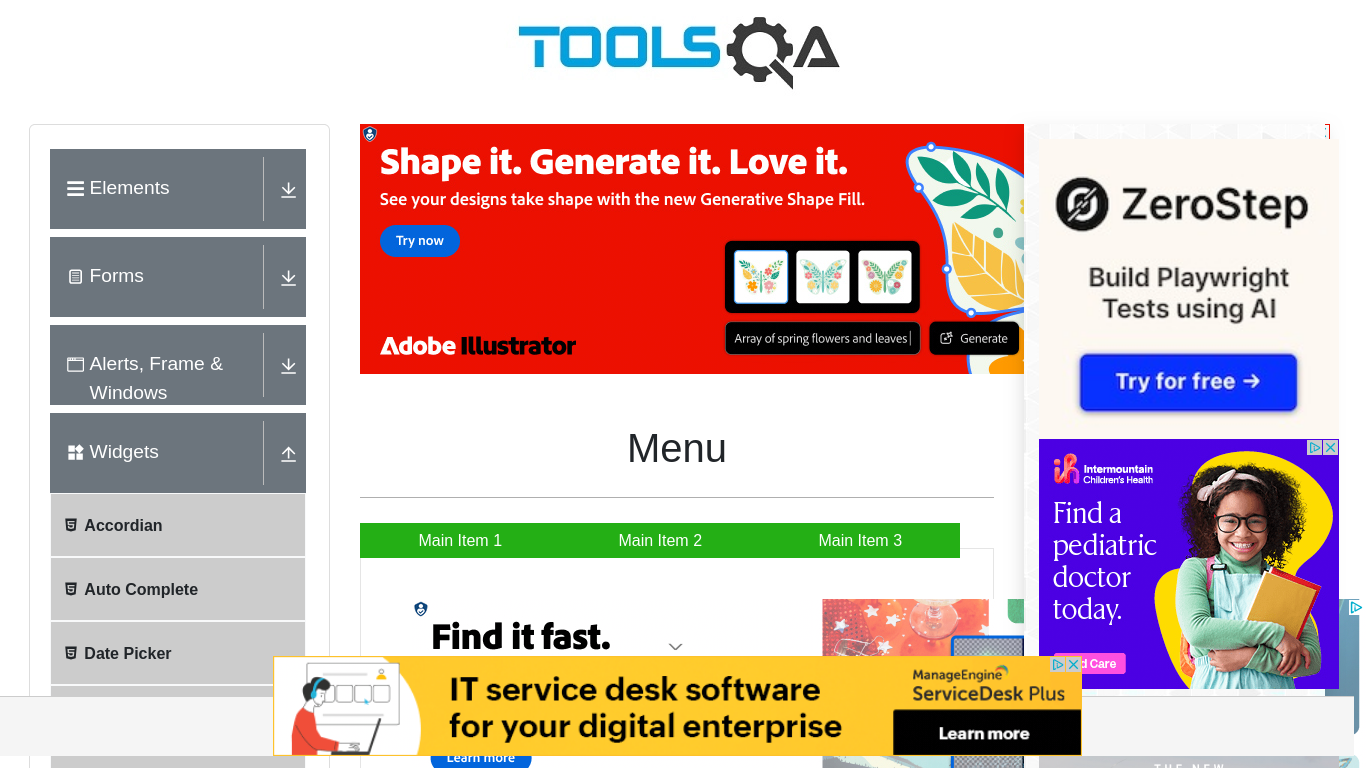 TOOLSQA
Elements
Forms
Alerts, Frame &
Windows
Widgets
Accordian
Auto Complete
Date Picker
Shape it. Generate it. Love it.
See your designs take shape with the new Generative Shape Fill.
Try now
Array of spring flowers and leaves
Generate
Adobe Illustrator
Menu
Main Item 1
Main Item 2
Main Item 3
Find it fast.
Learn more
ZeroStep
Build Playwright
Tests using AI
Try for free →
Intermountain
Children's Health
Find a
pediatric
doctor
today.
Care
IT service desk software
for your digital enterprise
ManageEngine
ServiceDesk Plus
Learn more
THE NEW